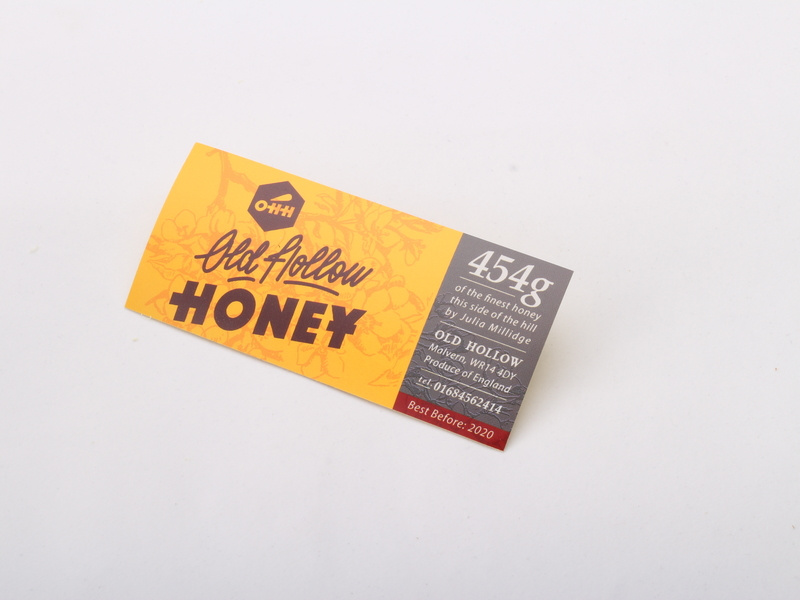 OHH
Old Hollow
HONEY
454g
of the finest honey
this side of the hill
by Julia Millidge
OLD HOLLOW
Malvern, WR14 4DY
Produce of England
tel: 01684562414
Best Before: 2020